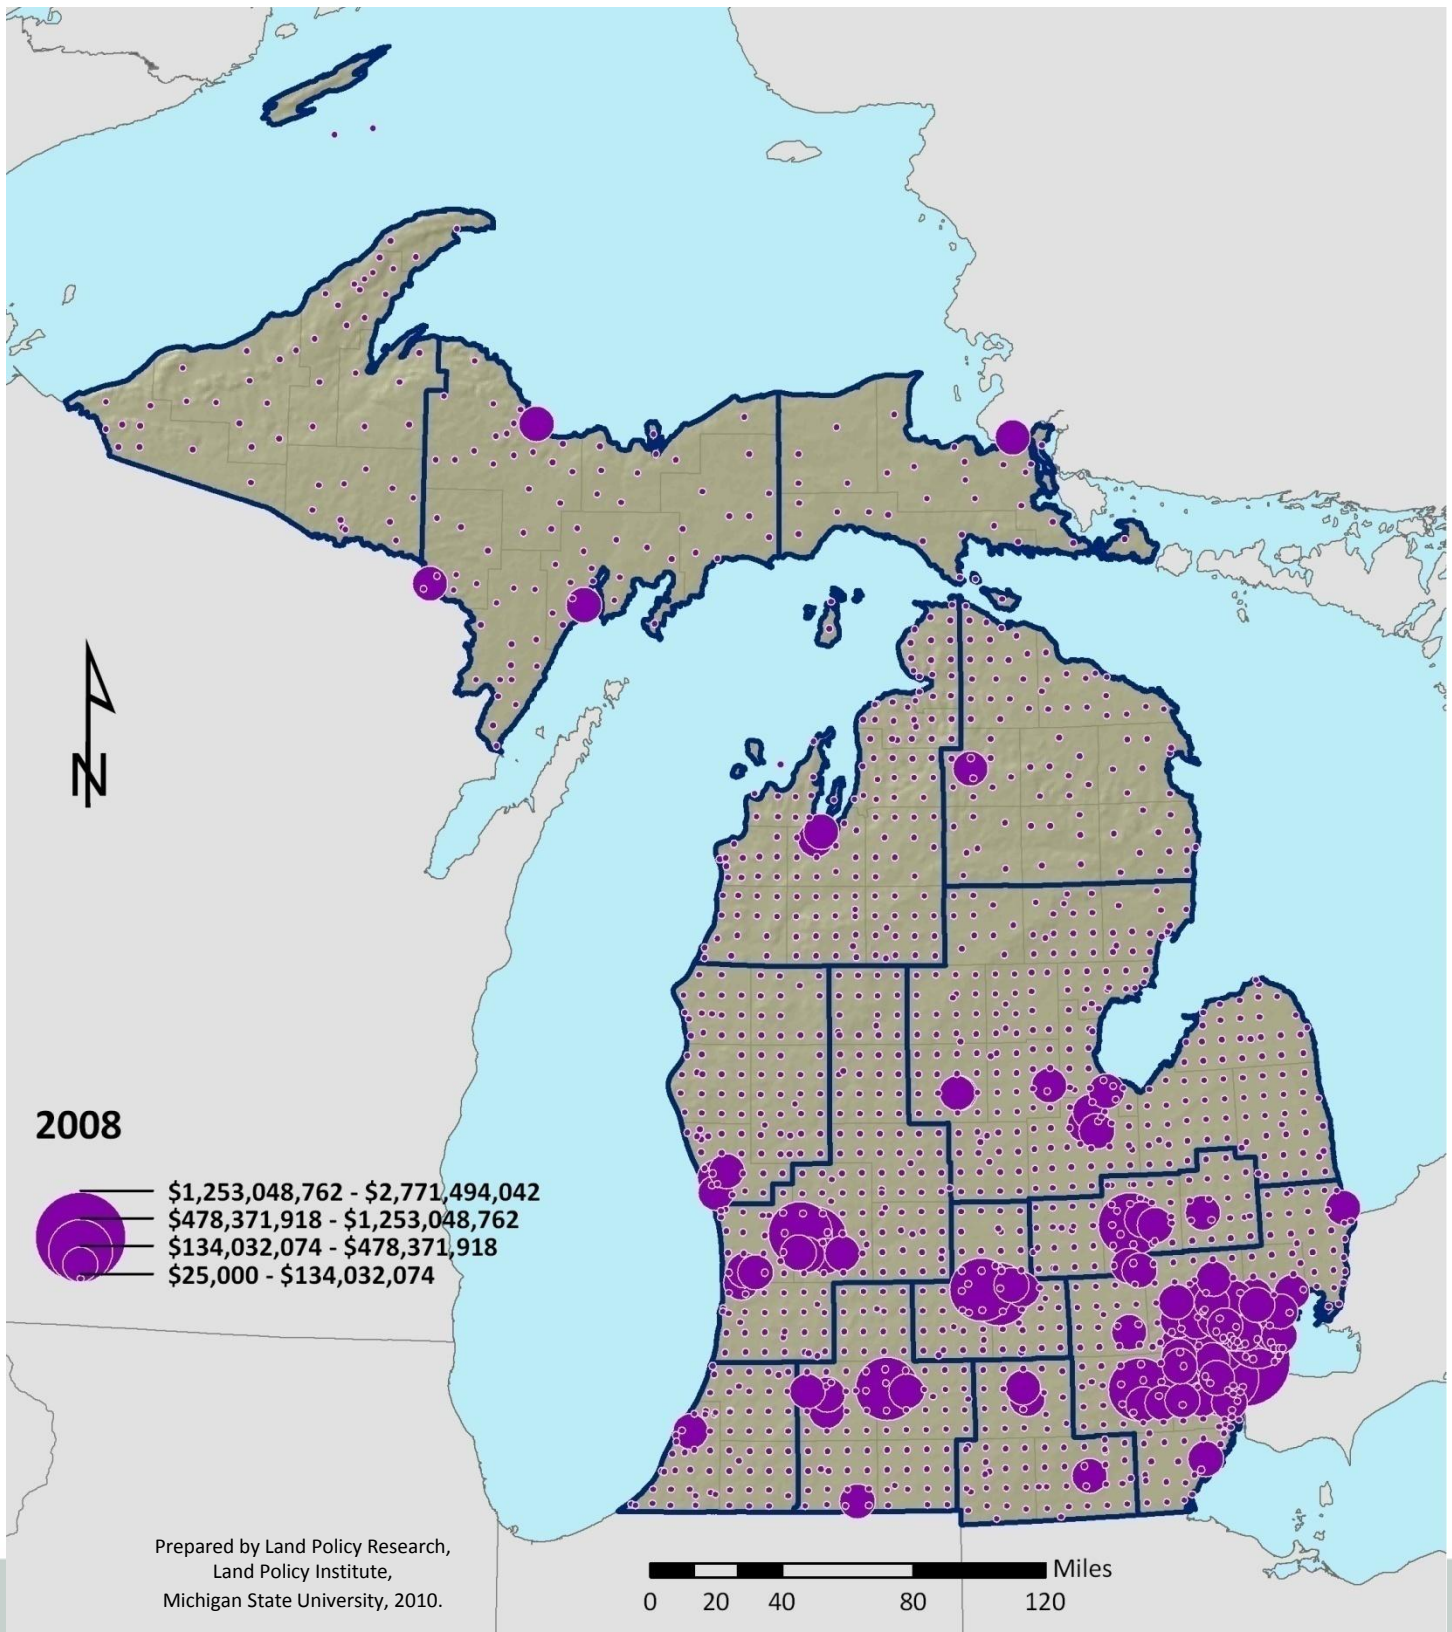 N
2008
$1,253,048,762 - $2,771,494,042
$478,371,918 - $1,253,048,762
$134,032,074 - $478,371,918
$25,000 - $134,032,074
Prepared by Land Policy Research,
Land Policy Institute,
Michigan State University, 2010.
Miles
0 20 40 80 120